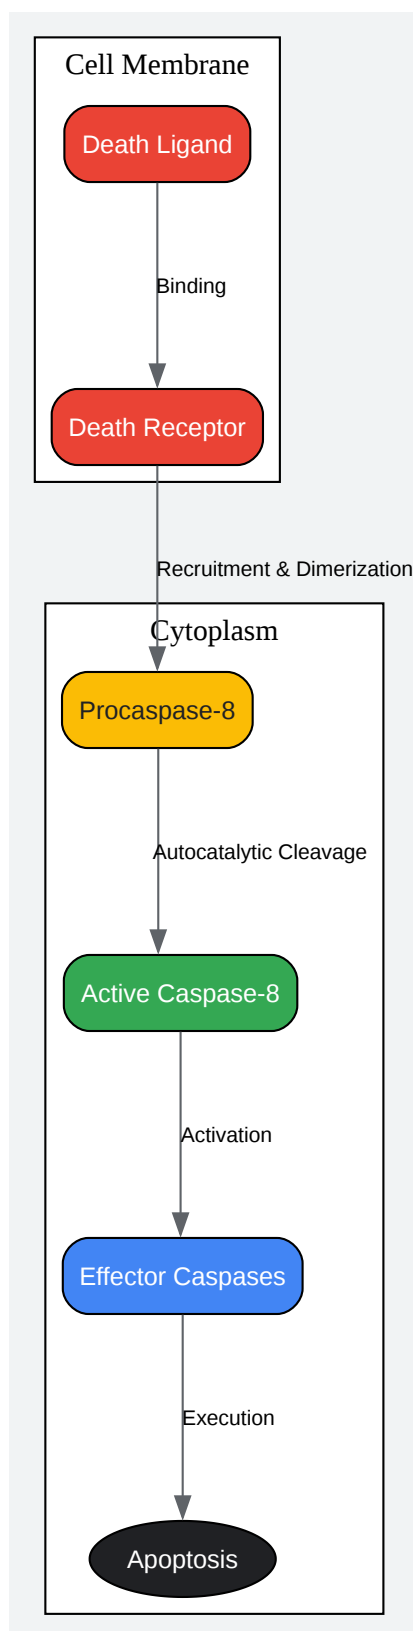 Cell Membrane
Death Ligand
Binding
Death Receptor
Recruitment & Dimerization
Cytoplasm
Procaspase-8
Autocatalytic Cleavage
Active Caspase-8
Activation
Effector Caspases
Execution
Apoptosis